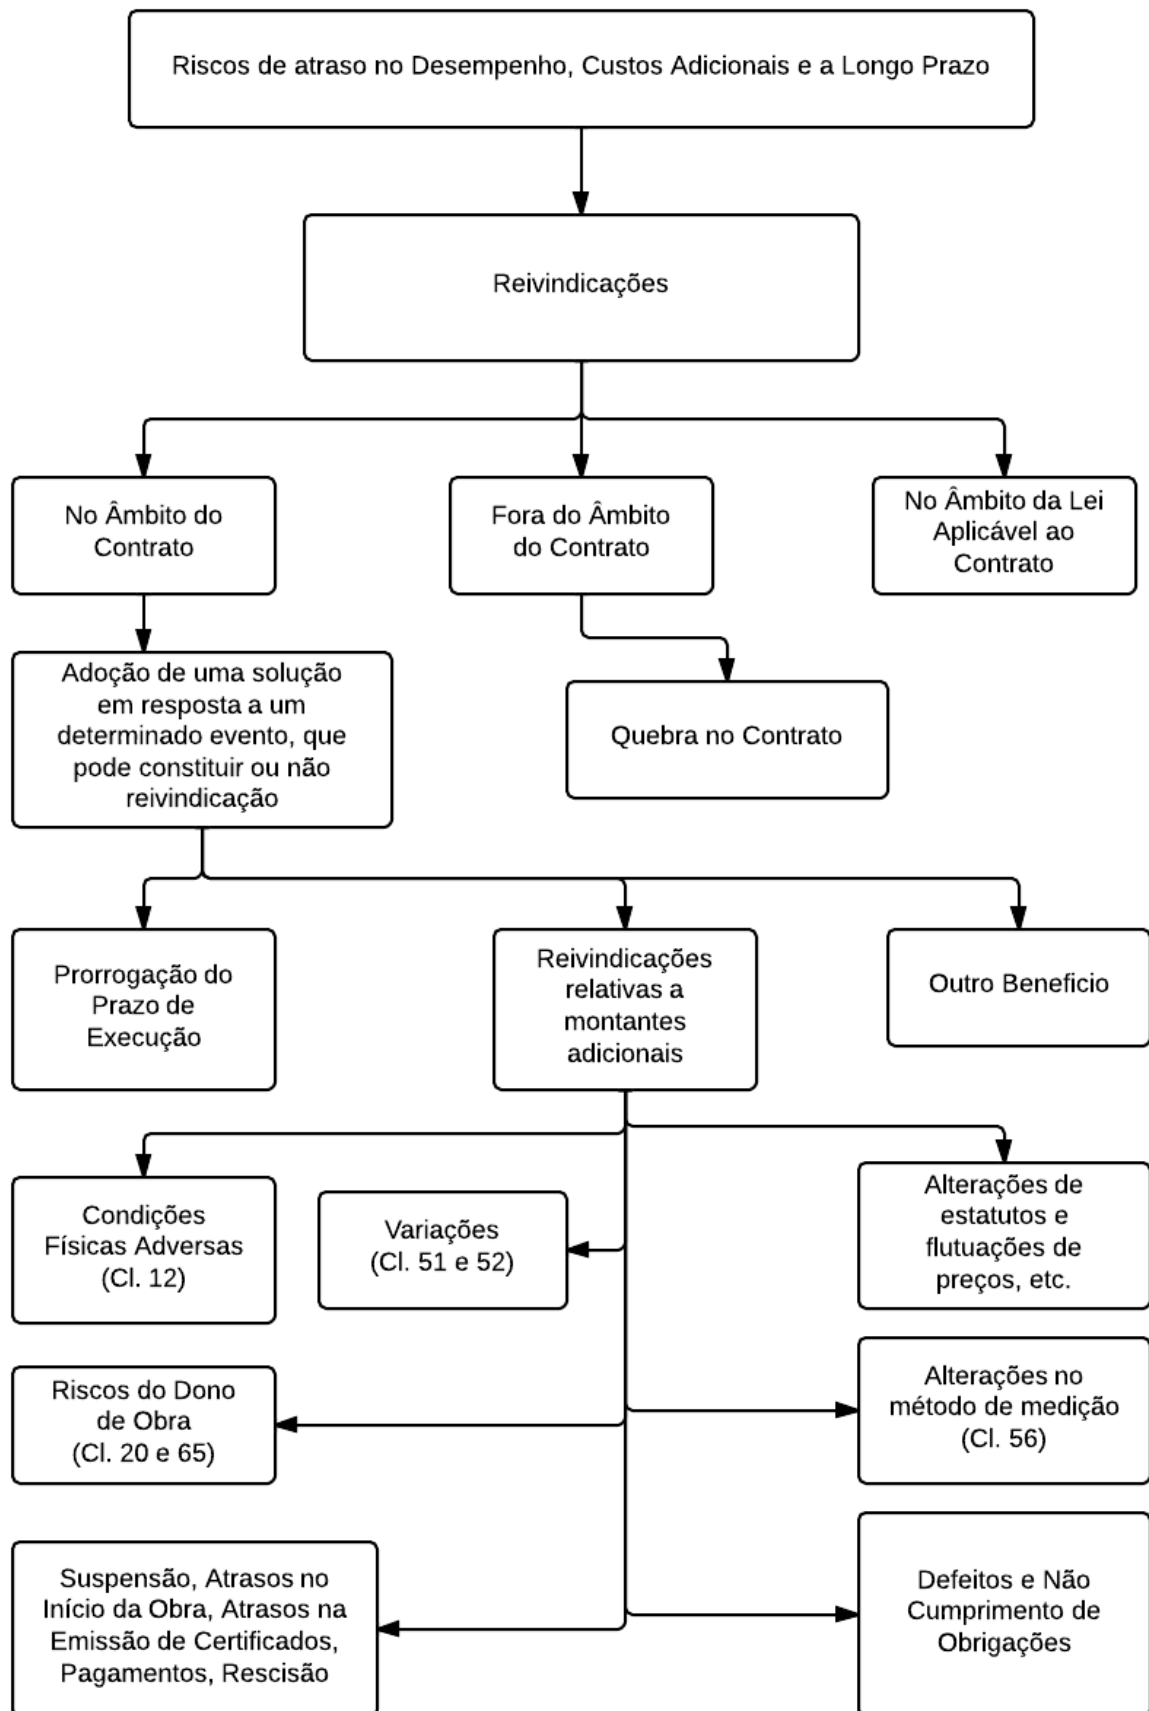 Riscos de atraso no Desempenho, Custos Adicionais e a Longo Prazo
Reivindicações
No Âmbito do
Contrato
Fora do Âmbito
do Contrato
No Âmbito da Lei
Aplicável ao
Contrato
Adoção de uma solução
em resposta a um
determinado evento, que
pode constituir ou não
reivindicação
Quebra no Contrato
Prorrogação do
Prazo de
Execução
Reivindicações
relativas a
montantes
adicionais
Outro Beneficio
Condições
Físicas Adversas
(Cl. 12)
Variações
(Cl. 51 e 52)
Alterações de
estatutos e
flutuações de
preços, etc.
Riscos do Dono
de Obra
(Cl. 20 e 65)
Alterações no
método de medição
(Cl. 56)
Suspensão, Atrasos no
Início da Obra, Atrasos na
Emissão de Certificados,
Pagamentos, Rescisão
Defeitos e Não
Cumprimento de
Obrigações